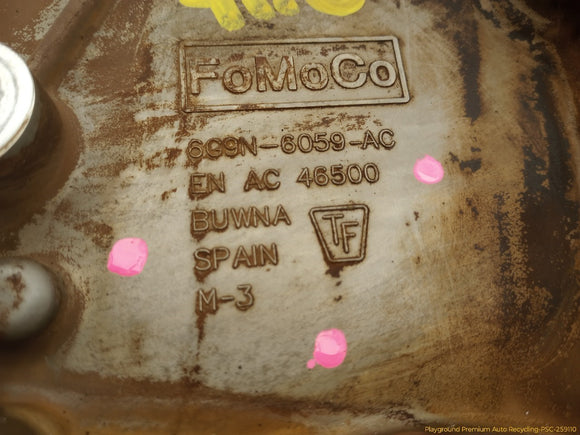 FoMoCo
6G9N-6059-AC
EN AC 46500
BUWNA
SPAIN
TF
M-3
Playground Premium Auto Recycling-PSC-259110